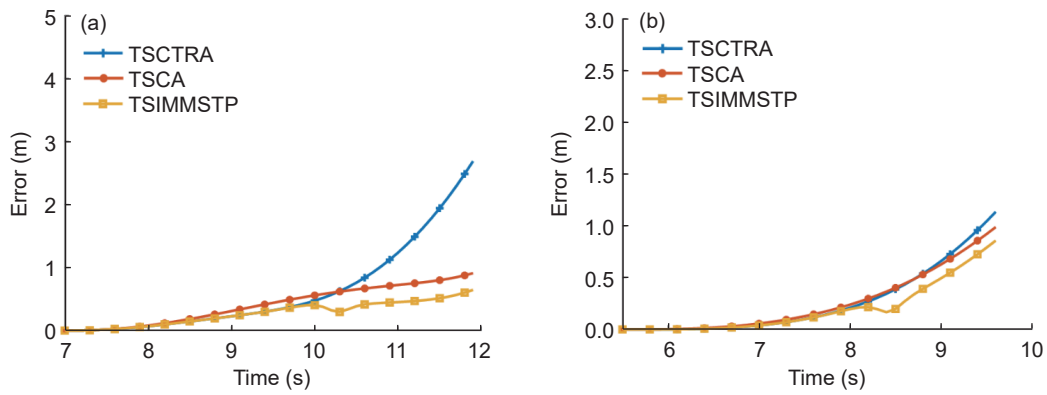 (a)
TSCTRA
TSCA
TSIMMSTP
5
4
3
2
1
0
Error (m)
7 8 9 10 11 12
Time (s)
(b)
TSCTRA
TSCA
TSIMMSTP
3.0
2.5
2.0
1.5
1.0
0.5
0.0
Error (m)
6 7 8 9 10
Time (s)